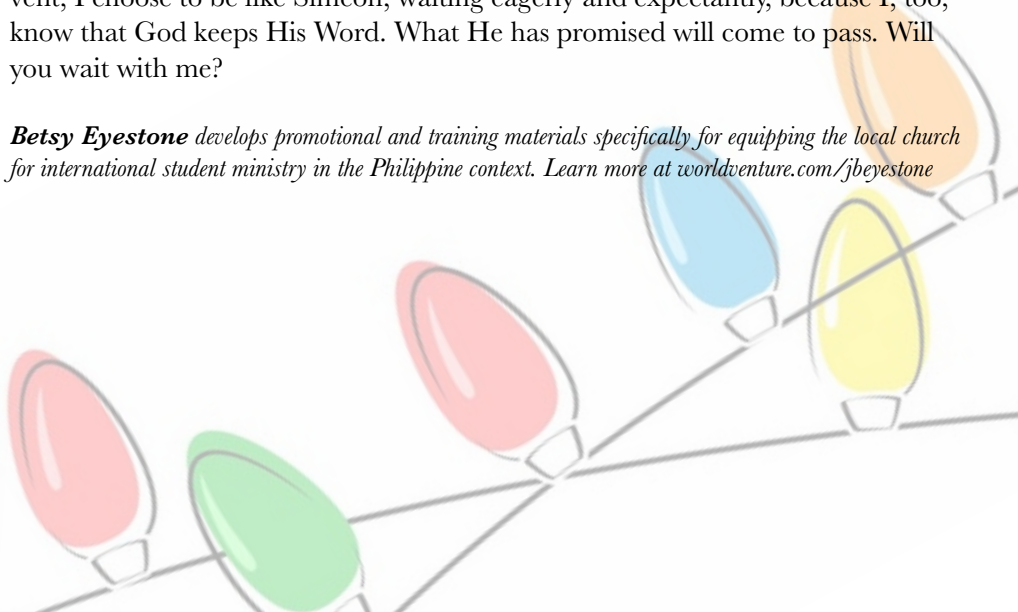 vent, I choose to be like Simeon, waiting eagerly and expectantly, because I, too,
know that God keeps His Word. What He has promised will come to pass. Will
you wait with me?
Betsy Eyestone develops promotional and training materials specifically for equipping the local church
for international student ministry in the Philippine context. Learn more at worldventure.com/jbeyestone